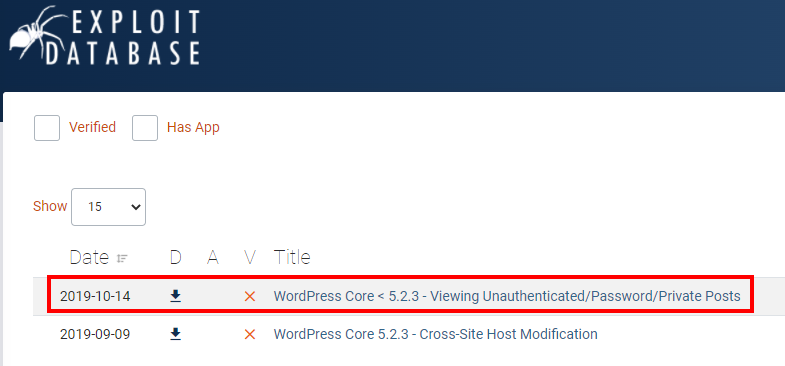 EXPLOIT
DATABASE
Verified Has App
Show 15
Date D A V Title
2019-10-14 WordPress Core < 5.2.3 - Viewing Unauthenticated/Password/Private Posts
2019-09-09 WordPress Core 5.2.3 - Cross-Site Host Modification